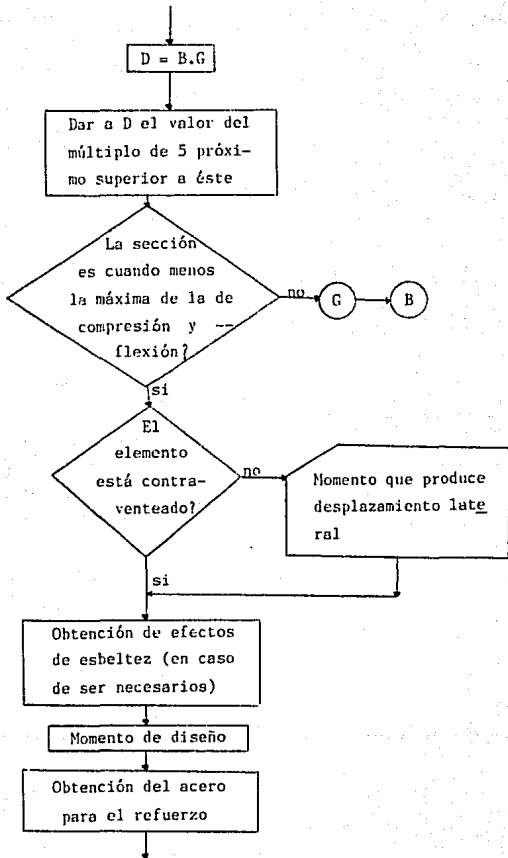 D = B.G
Dar a D el valor del
múltiplo de 5 próxi-
mo superior a éste
La sección
es cuando menos
la máxima de la de
compresión y --
flexión?
no
G
B
si
El
elemento
está contra-
venteado?
no
Momento que produce
desplazamiento late
ral
si
Obtención de efectos
de esbeltez (en caso
de ser necesarios)
Momento de diseño
Obtención del acero
para el refuerzo